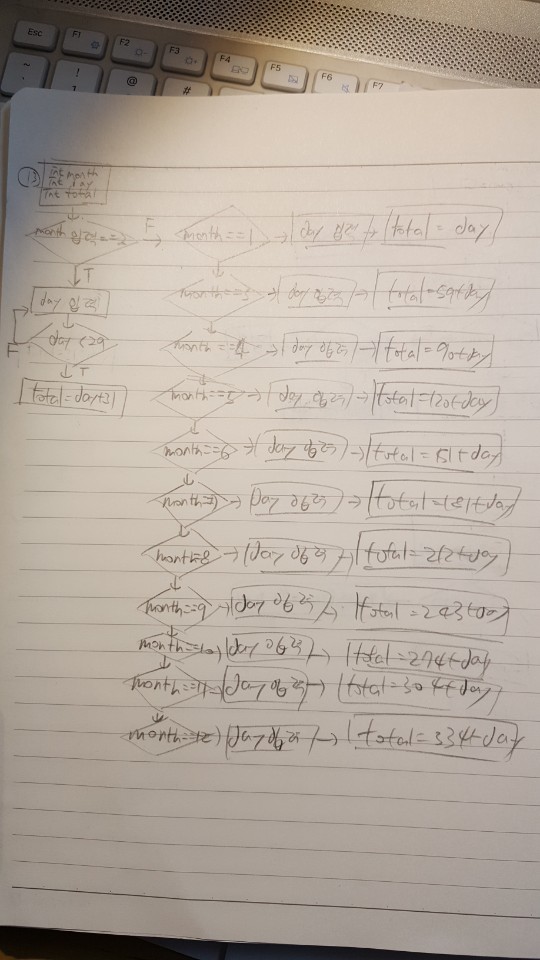 Esc F1 F2 F3 F4 F5 F6 F7
~ ! 1 @ #
13
int month
int day
int total
month 입력 == 2 F month == 1 day 입력 total = day
T
day 입력 month == 3 day 입력 total = 59+day
F day < 29 month == 4 day 입력 total = 90+day
T
total = day+31 month == 5 day 입력 total = 120+day
month == 6 day 입력 total = 151+day
month == 7 day 입력 total = 181+day
month == 8 day 입력 total = 212+day
month == 9 day 입력 total = 243+day
month == 10 day 입력 total = 274+day
month == 11 day 입력 total = 304+day
month == 12 day 입력 total = 334+day